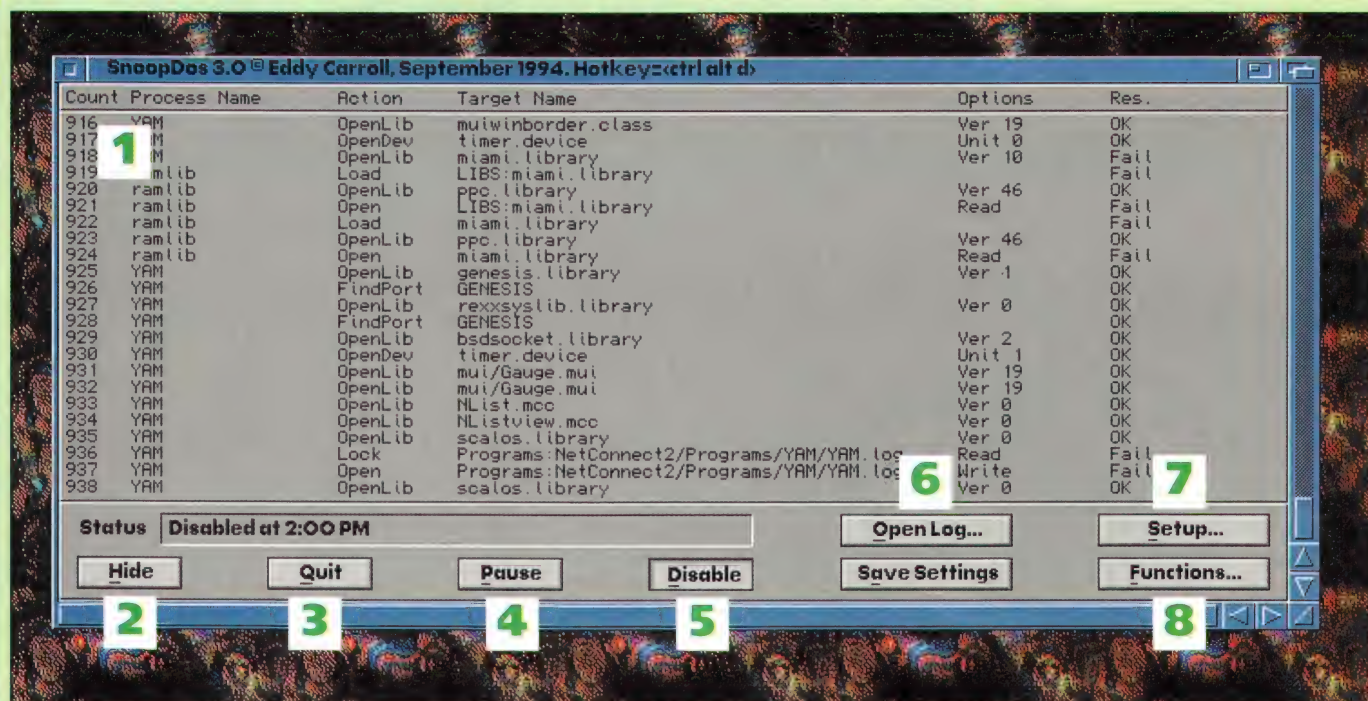 SnoopDos 3.0 © Eddy Carroll, September 1994. Hotkey=<ctrl alt d>
Count Process Name Action Target Name Options Res.
916 YAM OpenLib muiwinborder.class Ver 19 OK
917 YAM OpenDev timer.device Unit 0 OK
918 YAM OpenLib miami.library Ver 10 Fail
919 ramlib Load LIBS:miami.library Fail
920 ramlib OpenLib ppc.library Ver 46 OK
921 ramlib Open LIBS:miami.library Read Fail
922 ramlib Load miami.library Fail
923 ramlib OpenLib ppc.library Ver 46 OK
924 ramlib Open miami.library Read Fail
925 YAM OpenLib genesis.library Ver 1 OK
926 YAM FindPort GENESIS OK
927 YAM OpenLib rexxsyslib.library Ver 0 OK
928 YAM FindPort GENESIS OK
929 YAM OpenLib bsdsocket.library Ver 2 OK
930 YAM OpenDev timer.device Unit 1 OK
931 YAM OpenLib mui/Gauge.mui Ver 19 OK
932 YAM OpenLib mui/Gauge.mui Ver 19 OK
933 YAM OpenLib NList.mcc Ver 0 OK
934 YAM OpenLib NListview.mcc Ver 0 OK
935 YAM OpenLib scalos.library Ver 0 OK
936 YAM Lock Programs:NetConnect2/Programs/YAM/YAM.log Read Fail
937 YAM Open Programs:NetConnect2/Programs/YAM/YAM.log Write Fail
938 YAM OpenLib scalos.library Ver 0 OK
1
6
7
Status Disabled at 2:00 PM Open Log... Setup...
Hide Quit Pause Disable Save Settings Functions...
2 3 4 5 8